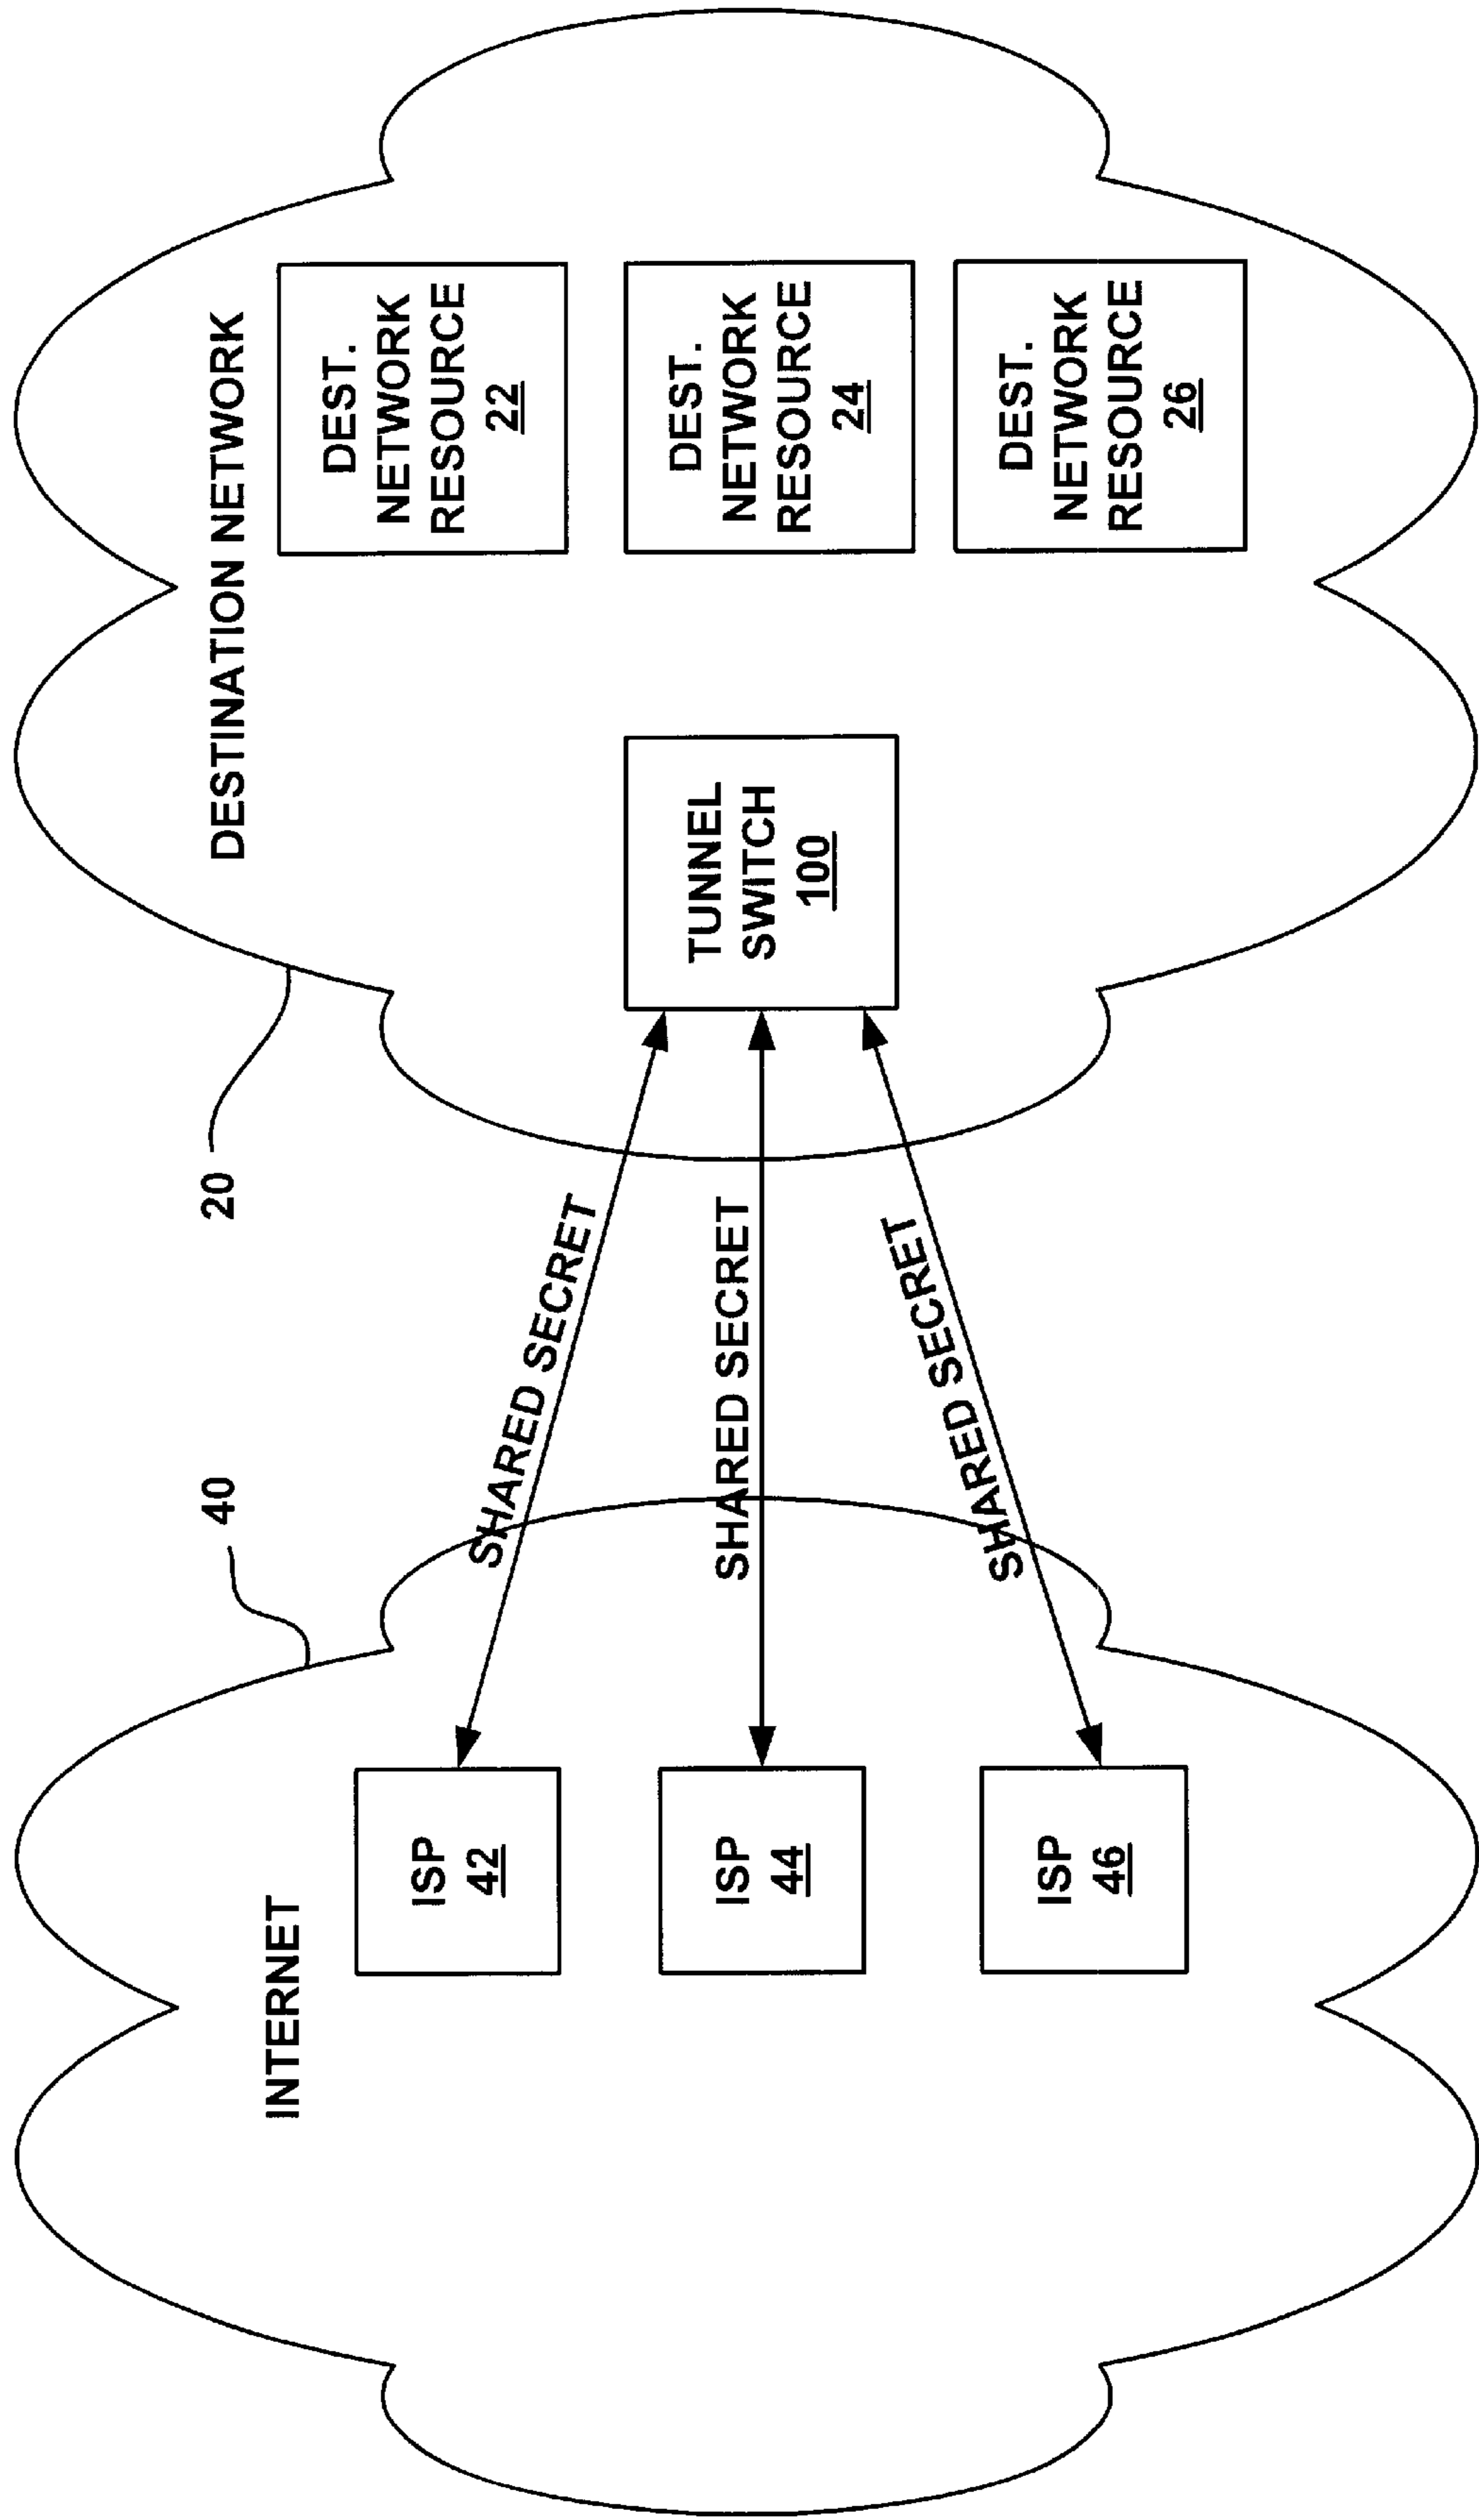 INTERNET
40
20
DESTINATION NETWORK
ISP
42
ISP
44
ISP
46
SHARED SECRET
SHARED SECRET
SHARED SECRET
TUNNEL
SWITCH
100
DEST.
NETWORK
RESOURCE
22
DEST.
NETWORK
RESOURCE
24
DEST.
NETWORK
RESOURCE
26